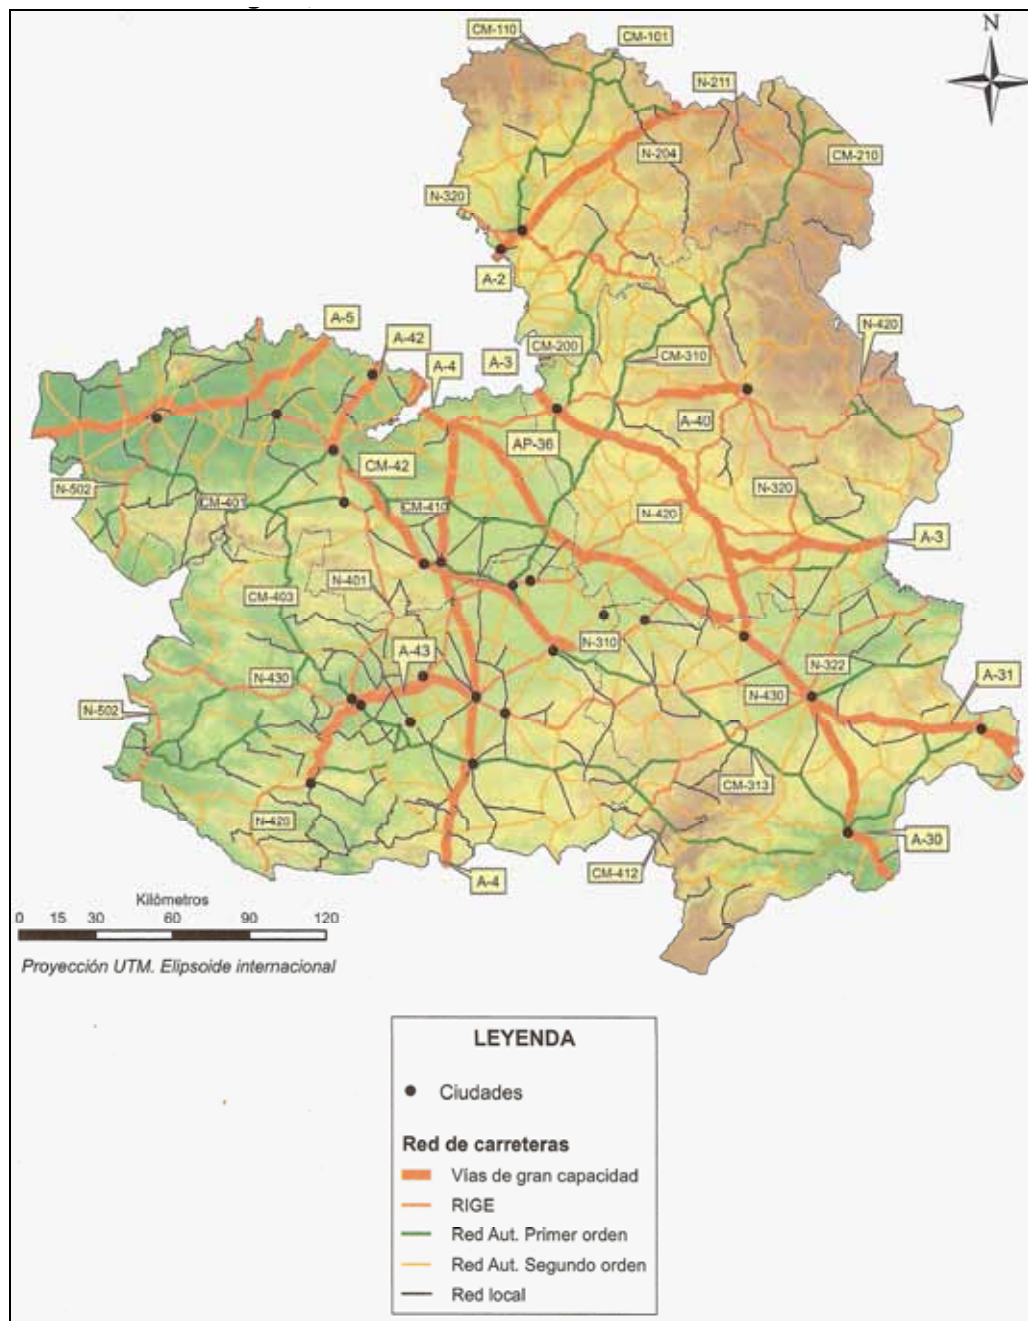 N
CM-110
CM-101
N-211
N-204
CM-210
N-320
A-2
A-5
A-42
A-4
A-3
CM-200
CM-310
N-420
A-40
AP-36
CM-42
N-502
CM-401
CM-410
N-320
N-420
A-3
N-401
CM-403
A-43
N-310
N-430
N-322
N-502
N-430
A-31
CM-313
N-420
A-30
CM-412
A-4
Kilómetros
0 15 30 60 90 120
Proyección UTM. Elipsoide internacional
LEYENDA
Ciudades
Red de carreteras
Vías de gran capacidad
RIGE
Red Aut. Primer orden
Red Aut. Segundo orden
Red local